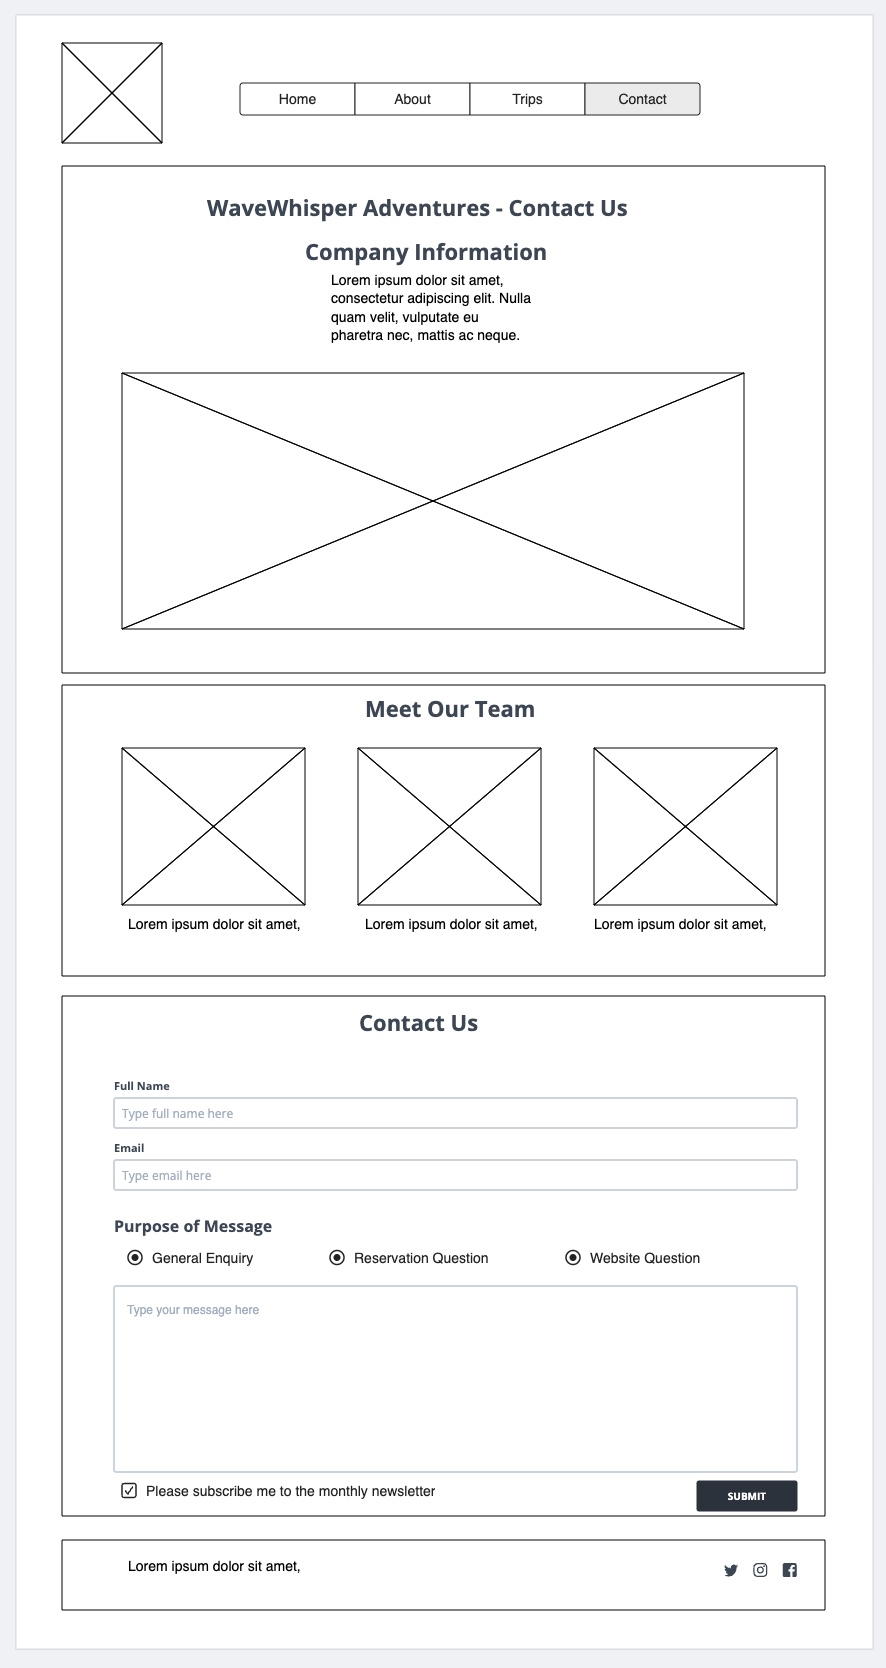 Home About Trips Contact
WaveWhisper Adventures - Contact Us
Company Information
Lorem ipsum dolor sit amet,
consectetur adipiscing elit. Nulla
quam velit, vulputate eu
pharetra nec, mattis ac neque.
Meet Our Team
Lorem ipsum dolor sit amet, Lorem ipsum dolor sit amet, Lorem ipsum dolor sit amet,
Contact Us
Full Name
Type full name here
Email
Type email here
Purpose of Message
General Enquiry Reservation Question Website Question
Type your message here
Please subscribe me to the monthly newsletter SUBMIT
Lorem ipsum dolor sit amet,